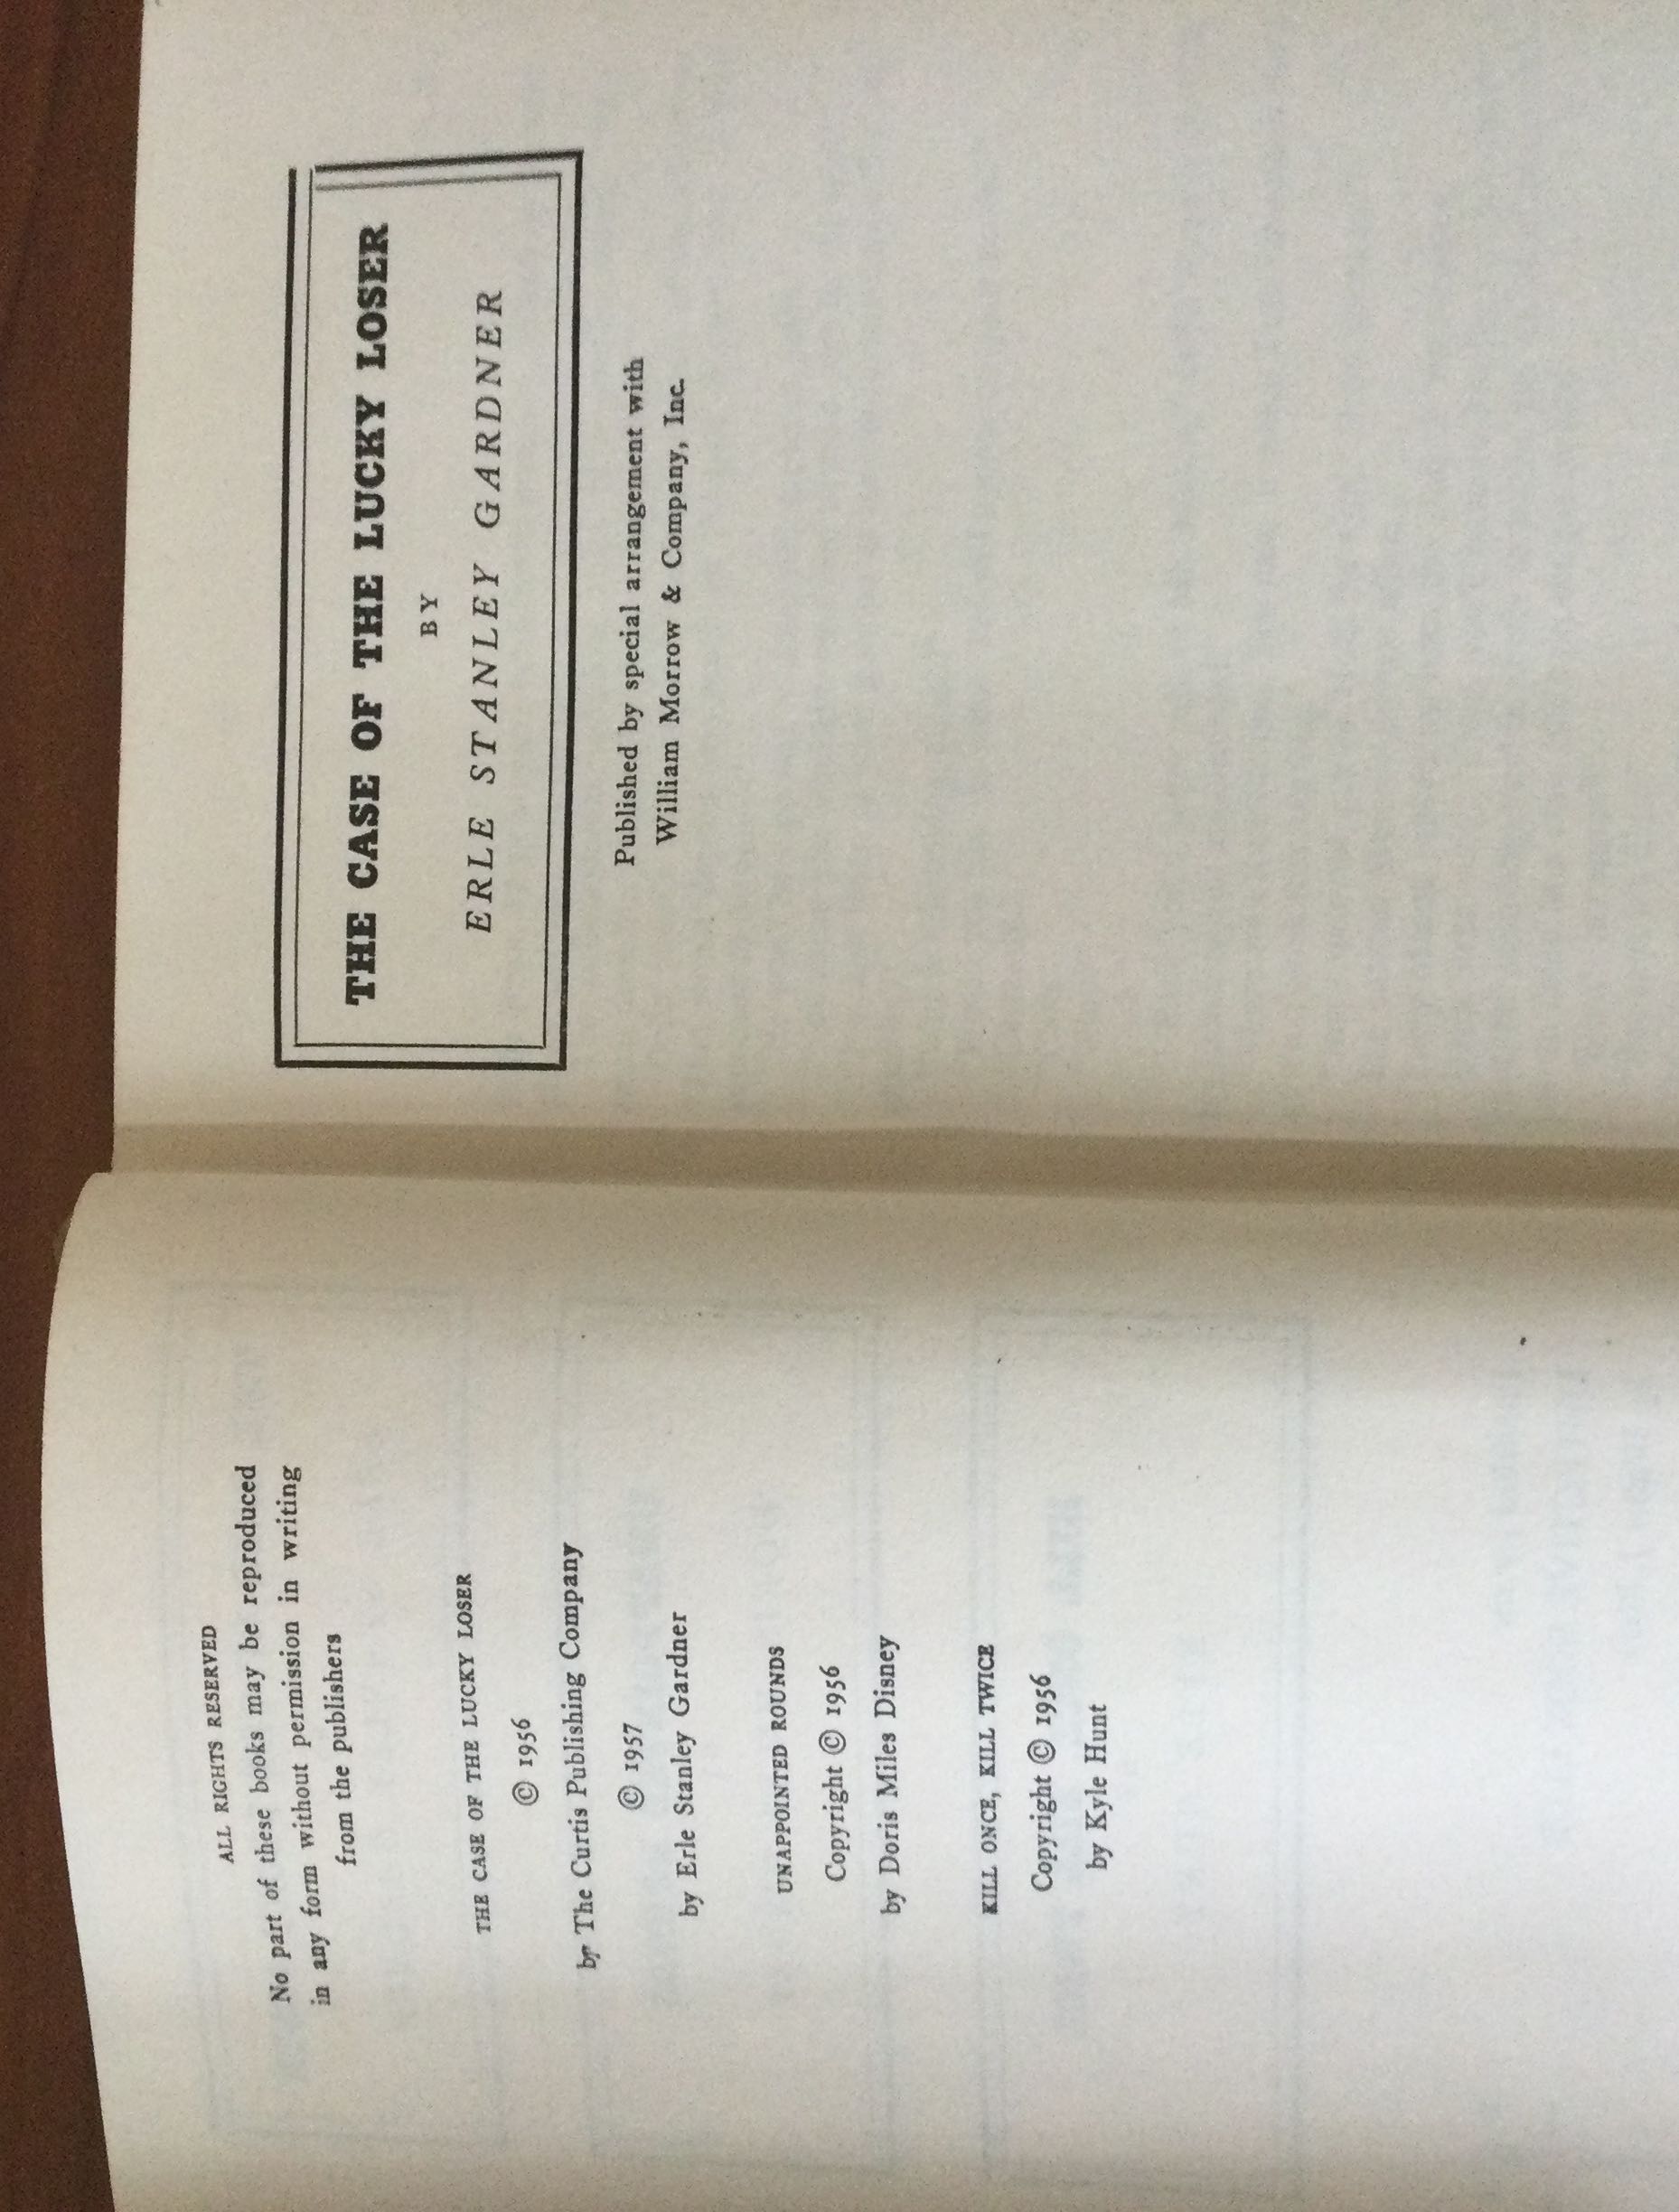 ALL RIGHTS RESERVED
No part of these books may be reproduced
in any form without permission in writing
from the publishers
THE CASE OF THE LUCKY LOSER
© 1956
by The Curtis Publishing Company
© 1957
by Erle Stanley Gardner
UNAPPOINTED ROUNDS
Copyright © 1956
by Doris Miles Disney
KILL ONCE, KILL TWICE
Copyright © 1956
by Kyle Hunt
THE CASE OF THE LUCKY LOSER
BY
ERLE STANLEY GARDNER
Published by special arrangement with
William Morrow & Company, Inc.